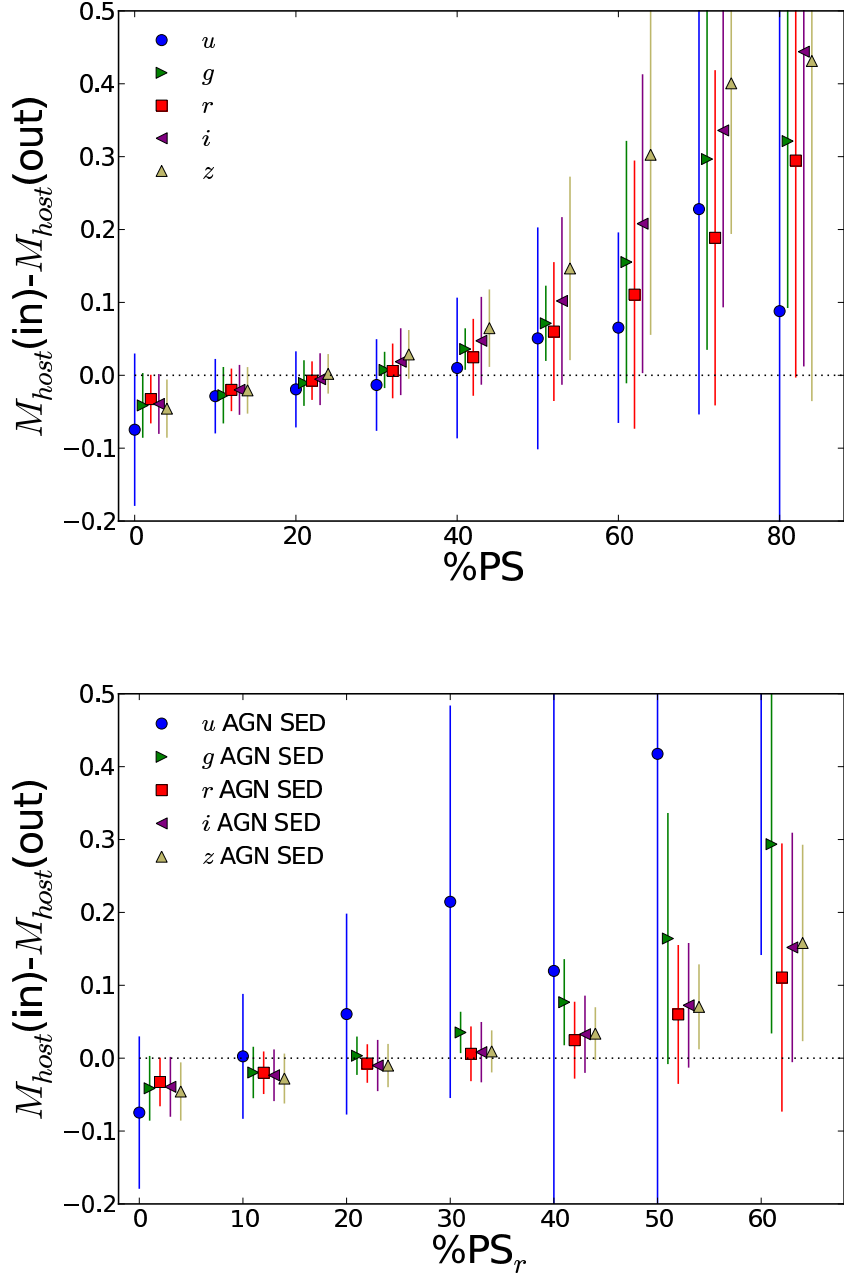 0.5
0.4
0.3
0.2
0.1
0.0
−0.1
−0.2
M_host(in)-M_host(out)
u
g
r
i
z
0 20 40 60 80
%PS
0.5
0.4
0.3
0.2
0.1
0.0
−0.1
−0.2
M_host(in)-M_host(out)
u AGN SED
g AGN SED
r AGN SED
i AGN SED
z AGN SED
0 10 20 30 40 50 60
%PS_r